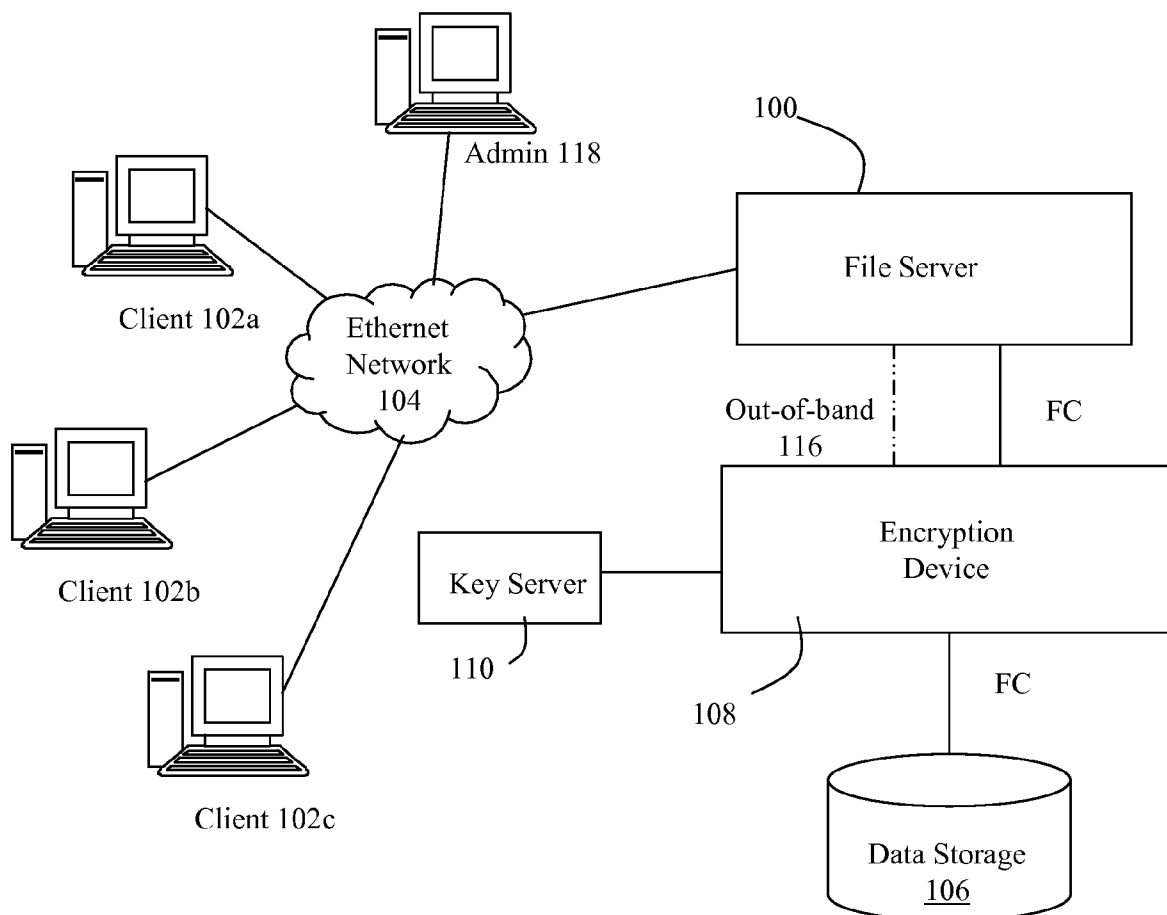 Admin 118
100
Client 102a
File Server
Ethernet
Network
104
Out-of-band
116
FC
Client 102b
Encryption
Device
Key Server
110
108
FC
Client 102c
Data Storage
106